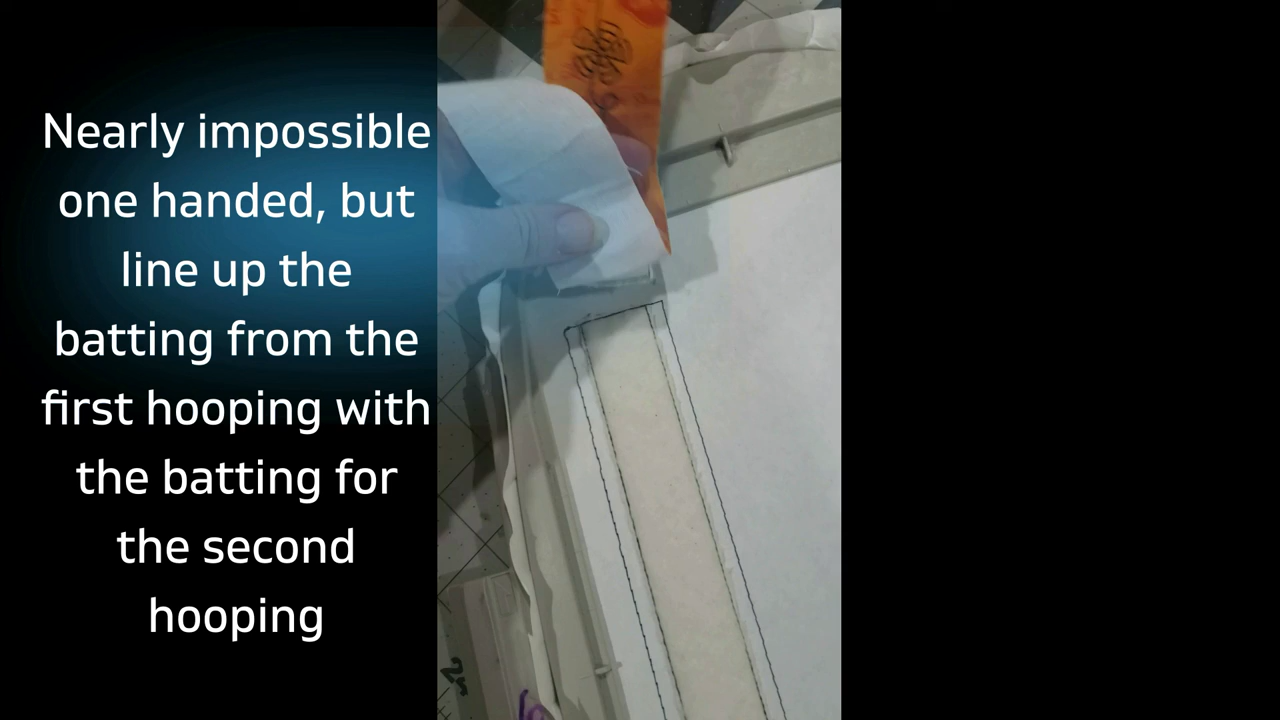 Nearly impossible
one handed, but
line up the
batting from the
first hooping with
the batting for
the second
hooping